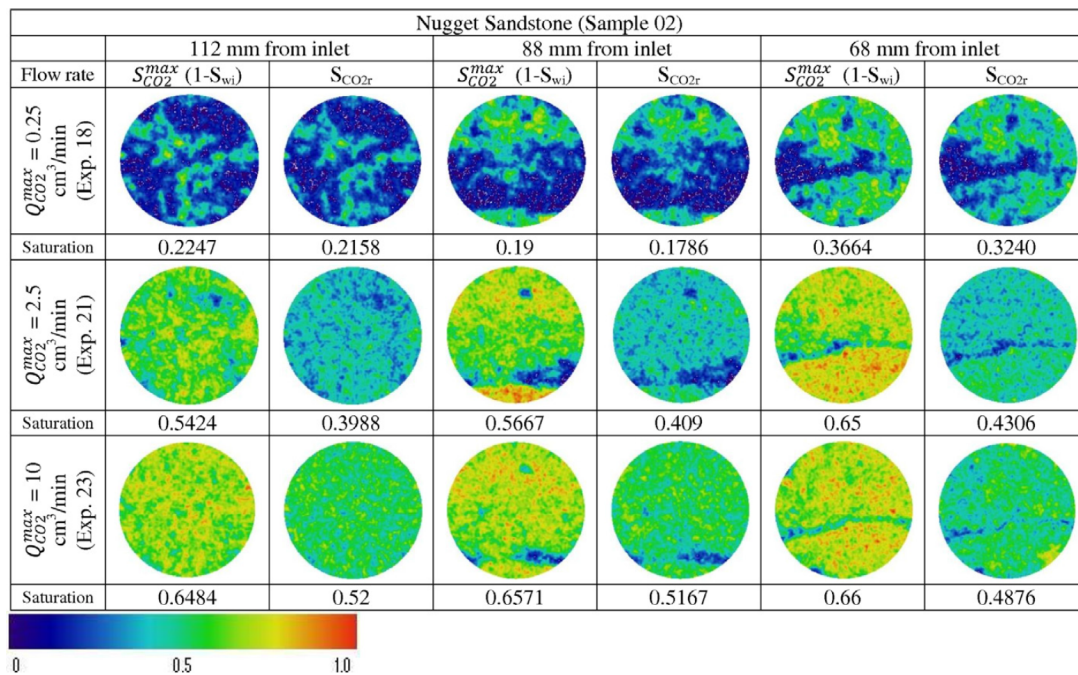 Nugget Sandstone (Sample 02)
112 mm from inlet 88 mm from inlet 68 mm from inlet
Flow rate S_CO2^max (1-S_wi) S_CO2r S_CO2^max (1-S_wi) S_CO2r S_CO2^max (1-S_wi) S_CO2r
Q_CO2^max = 0.25
cm³/min
(Exp. 18)
Saturation 0.2247 0.2158 0.19 0.1786 0.3664 0.3240
Q_CO2^max = 2.5
cm³/min
(Exp. 21)
Saturation 0.5424 0.3988 0.5667 0.409 0.65 0.4306
Q_CO2^max = 10
cm³/min
(Exp. 23)
Saturation 0.6484 0.52 0.6571 0.5167 0.66 0.4876
0 0.5 1.0